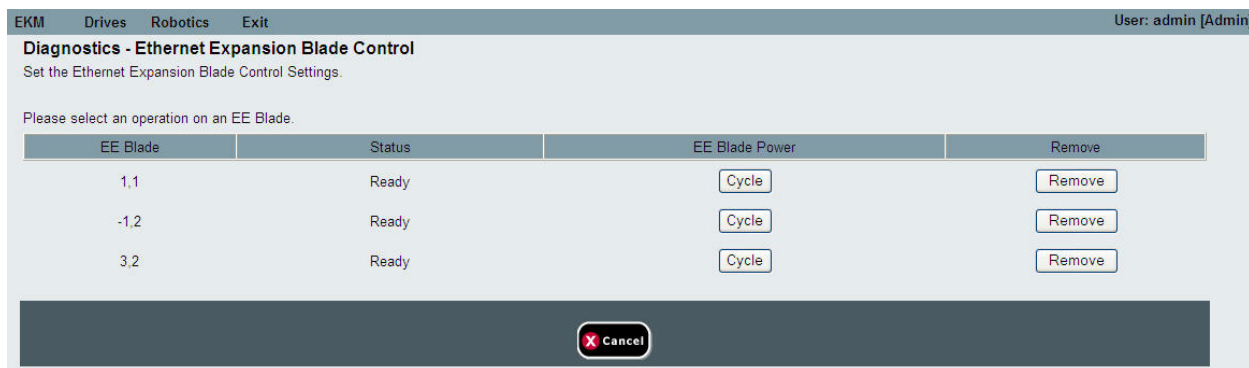 EKM Drives Robotics Exit User: admin [Admin]
Diagnostics - Ethernet Expansion Blade Control
Set the Ethernet Expansion Blade Control Settings.
Please select an operation on an EE Blade.
EE Blade Status EE Blade Power Remove
1,1 Ready Cycle Remove
-1,2 Ready Cycle Remove
3,2 Ready Cycle Remove
X Cancel